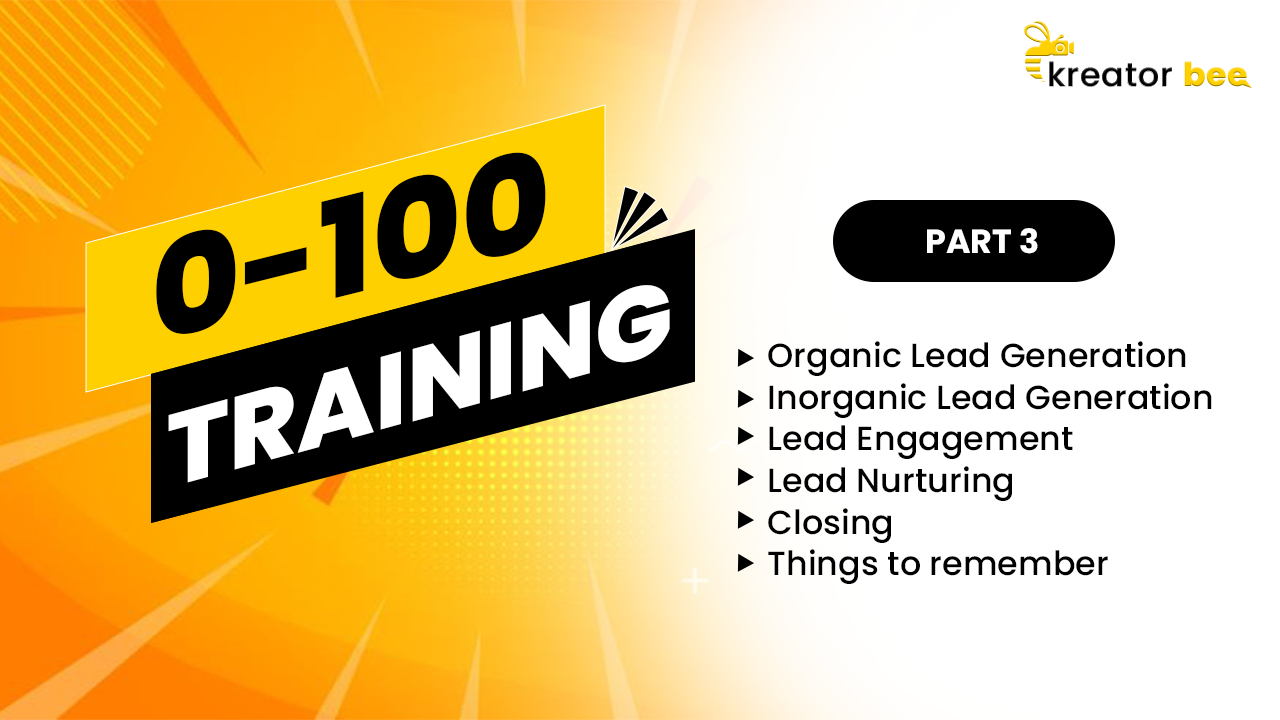 kreator bee
0-100
TRAINING
PART 3
Organic Lead Generation
Inorganic Lead Generation
Lead Engagement
Lead Nurturing
Closing
Things to remember